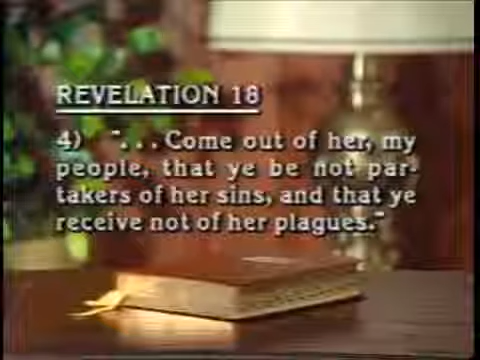 REVELATION 18
4) ". . . Come out of her, my
people, that ye be not par-
takers of her sins, and that ye
receive not of her plagues."